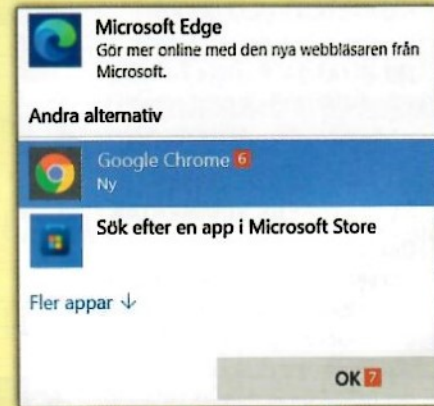 Microsoft Edge
Gör mer online med den nya webbläsaren från
Microsoft.
Andra alternativ
Google Chrome 6
Ny
Sök efter en app i Microsoft Store
Fler appar ↓
OK 7